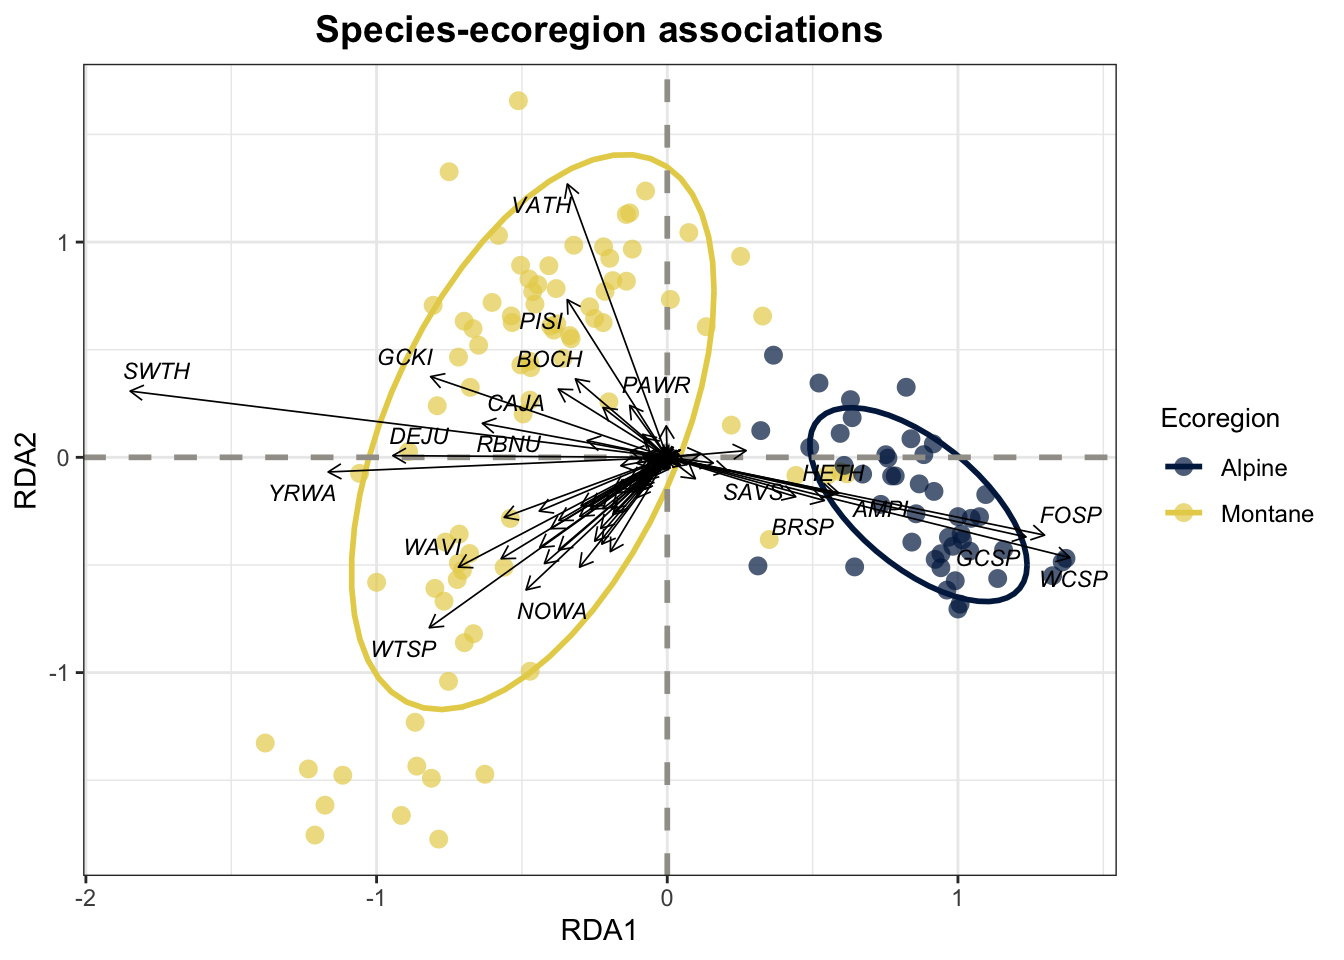 Species-ecoregion associations
VATH
PISI
GCKI
BOCH
SWTH
PAWR
CAJA
DEJU
RBNU
YRWA
HETH
SAVS
AMPI
FOSP
BRSP
WAVI
GCSP
WCSP
NOWA
WTSP
1
0
-1
-2
-1
0
1
RDA1
RDA2
Ecoregion
Alpine
Montane